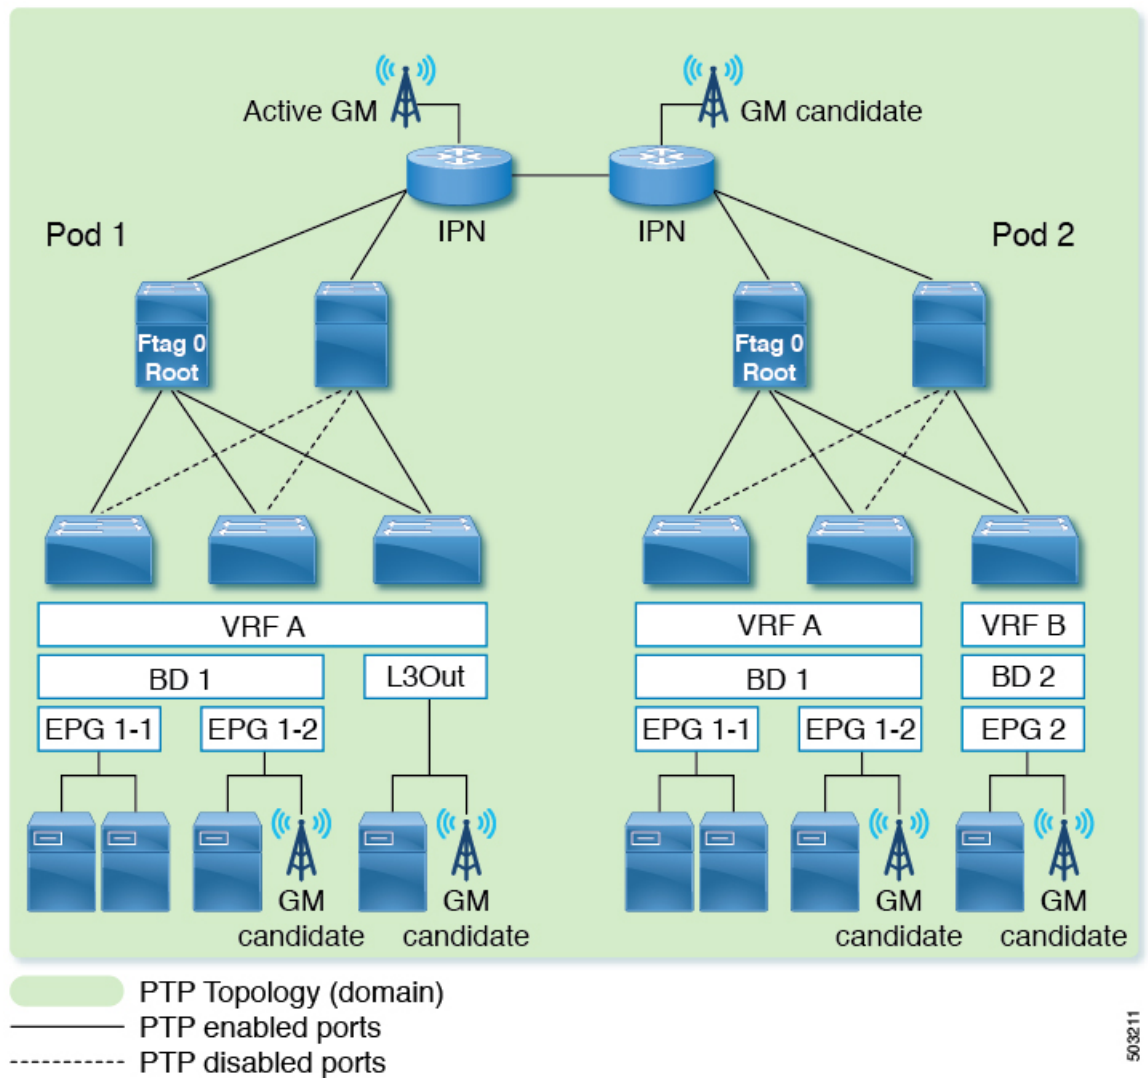 Active GM
GM candidate
IPN
IPN
Pod 1
Pod 2
Ftag 0
Root
Ftag 0
Root
VRF A
VRF A
VRF B
BD 1
L3Out
BD 1
BD 2
EPG 1-1
EPG 1-2
EPG 1-1
EPG 1-2
EPG 2
GM
candidate
GM
candidate
GM
candidate
GM
candidate
PTP Topology (domain)
PTP enabled ports
PTP disabled ports
503211